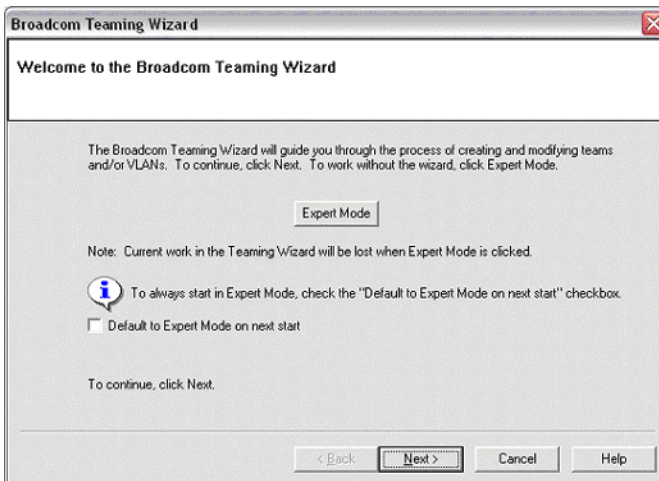 Broadcom Teaming Wizard
Welcome to the Broadcom Teaming Wizard
The Broadcom Teaming Wizard will guide you through the process of creating and modifying teams
and/or VLANs. To continue, click Next. To work without the wizard, click Expert Mode.
Expert Mode
Note: Current work in the Teaming Wizard will be lost when Expert Mode is clicked.
To always start in Expert Mode, check the "Default to Expert Mode on next start" checkbox.
Default to Expert Mode on next start
To continue, click Next.
< Back Next > Cancel Help